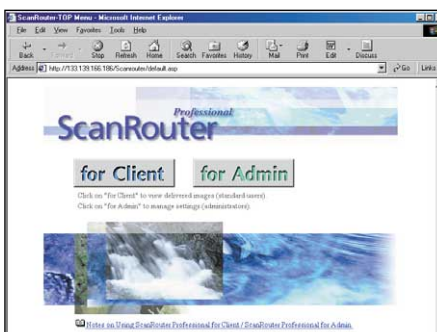 ScanRouter-TOP Menu - Microsoft Internet Explorer
File Edit View Favorites Tools Help
Back Stop Refresh Home Search Favorites History Mail Print Edit Discuss
Address http://133.139.166.186/Scanrouter/default.asp Go Links
Professional
ScanRouter
for Client for Admin
Click on "for Client" to view delivered images (standard users).
Click on "for Admin" to manage settings (administrators).
Notes on Using ScanRouter Professional for Client / ScanRouter Professional for Admin